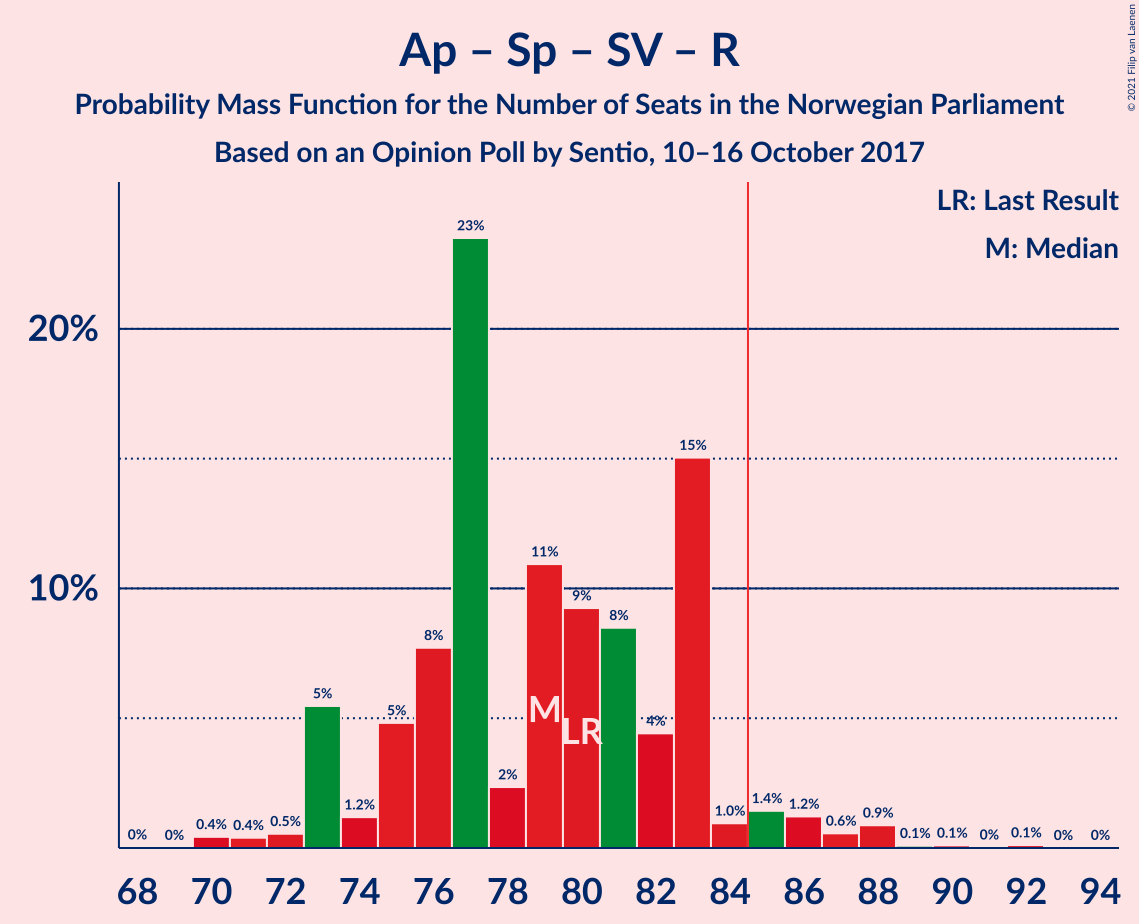 © 2021 Filip van Laenen
Ap – Sp – SV – R
Probability Mass Function for the Number of Seats in the Norwegian Parliament
Based on an Opinion Poll by Sentio, 10–16 October 2017
LR: Last Result
M: Median
20%
10%
0% 0% 0.4% 0.4% 0.5% 5% 1.2% 5% 8% 23% 2% 11% 9% 8% 4% 15% 1.0% 1.4% 1.2% 0.6% 0.9% 0.1% 0.1% 0% 0.1% 0% 0%
M
LR
68 70 72 74 76 78 80 82 84 86 88 90 92 94